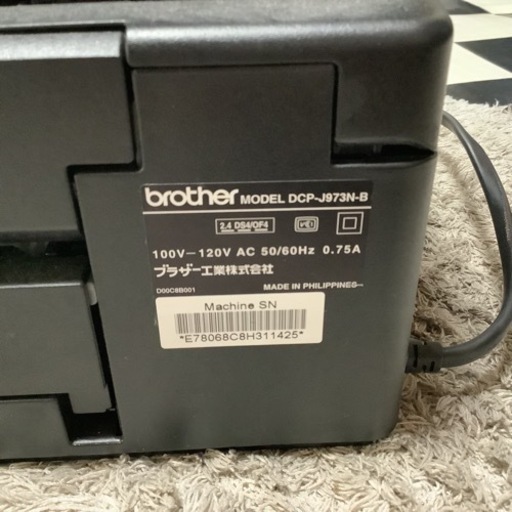 brother MODEL DCP-J973N-B
2.4 DS4/OF4
100V－120V AC 50/60Hz 0.75A
ブラザー工業株式会社
D00C8B001 MADE IN PHILIPPINES
Machine SN
*E78068C8H311425*